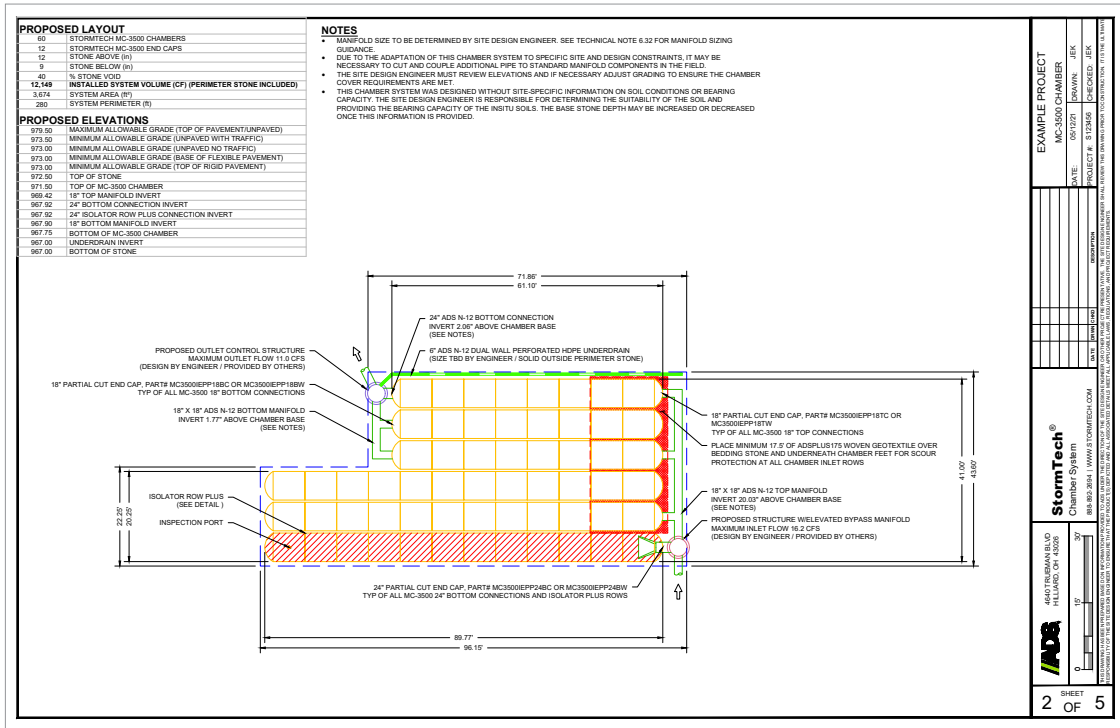 PROPOSED LAYOUT
60 STORMTECH MC-3500 CHAMBERS
12 STORMTECH MC-3500 END CAPS
12 STONE ABOVE (in)
9 STONE BELOW (in)
40 % STONE VOID
12,149 INSTALLED SYSTEM VOLUME (CF) (PERIMETER STONE INCLUDED)
3,674 SYSTEM AREA (ft²)
280 SYSTEM PERIMETER (ft)
PROPOSED ELEVATIONS
979.50 MAXIMUM ALLOWABLE GRADE (TOP OF PAVEMENT/UNPAVED)
973.50 MINIMUM ALLOWABLE GRADE (UNPAVED WITH TRAFFIC)
973.00 MINIMUM ALLOWABLE GRADE (UNPAVED NO TRAFFIC)
973.00 MINIMUM ALLOWABLE GRADE (BASE OF FLEXIBLE PAVEMENT)
973.00 MINIMUM ALLOWABLE GRADE (TOP OF RIGID PAVEMENT)
972.50 TOP OF STONE
971.50 TOP OF MC-3500 CHAMBER
969.42 18" TOP MANIFOLD INVERT
967.92 24" BOTTOM CONNECTION INVERT
967.92 24" ISOLATOR ROW PLUS CONNECTION INVERT
967.90 18" BOTTOM MANIFOLD INVERT
967.75 BOTTOM OF MC-3500 CHAMBER
967.00 UNDERDRAIN INVERT
967.00 BOTTOM OF STONE
NOTES
• MANIFOLD SIZE TO BE DETERMINED BY SITE DESIGN ENGINEER. SEE TECHNICAL NOTE 6.32 FOR MANIFOLD SIZING
GUIDANCE.
• DUE TO THE ADAPTATION OF THIS CHAMBER SYSTEM TO SPECIFIC SITE AND DESIGN CONSTRAINTS, IT MAY BE
NECESSARY TO CUT AND COUPLE ADDITIONAL PIPE TO STANDARD MANIFOLD COMPONENTS IN THE FIELD.
• THE SITE DESIGN ENGINEER MUST REVIEW ELEVATIONS AND IF NECESSARY ADJUST GRADING TO ENSURE THE CHAMBER
COVER REQUIREMENTS ARE MET.
• THIS CHAMBER SYSTEM WAS DESIGNED WITHOUT SITE-SPECIFIC INFORMATION ON SOIL CONDITIONS OR BEARING
CAPACITY. THE SITE DESIGN ENGINEER IS RESPONSIBLE FOR DETERMINING THE SUITABILITY OF THE SOIL AND
PROVIDING THE BEARING CAPACITY OF THE INSITU SOILS. THE BASE STONE DEPTH MAY BE INCREASED OR DECREASED
ONCE THIS INFORMATION IS PROVIDED.
71.86'
61.10'
24" ADS N-12 BOTTOM CONNECTION
INVERT 2.06" ABOVE CHAMBER BASE
(SEE NOTES)
6" ADS N-12 DUAL WALL PERFORATED HDPE UNDERDRAIN
(SIZE TBD BY ENGINEER / SOLID OUTSIDE PERIMETER STONE)
PROPOSED OUTLET CONTROL STRUCTURE
MAXIMUM OUTLET FLOW 11.0 CFS
(DESIGN BY ENGINEER / PROVIDED BY OTHERS)
18" PARTIAL CUT END CAP, PART# MC3500IEPP18BC OR MC3500IEPP18BW
TYP OF ALL MC-3500 18" BOTTOM CONNECTIONS
18" X 18" ADS N-12 BOTTOM MANIFOLD
INVERT 1.77" ABOVE CHAMBER BASE
(SEE NOTES)
18" PARTIAL CUT END CAP, PART# MC3500IEPP18TC OR
MC3500IEPP18TW
TYP OF ALL MC-3500 18" TOP CONNECTIONS
PLACE MINIMUM 17.5' OF ADSPLUS175 WOVEN GEOTEXTILE OVER
BEDDING STONE AND UNDERNEATH CHAMBER FEET FOR SCOUR
PROTECTION AT ALL CHAMBER INLET ROWS
18" X 18" ADS N-12 TOP MANIFOLD
INVERT 20.03" ABOVE CHAMBER BASE
(SEE NOTES)
PROPOSED STRUCTURE W/ELEVATED BYPASS MANIFOLD
MAXIMUM INLET FLOW 16.2 CFS
(DESIGN BY ENGINEER / PROVIDED BY OTHERS)
41.00'
43.60'
22.25'
20.25'
ISOLATOR ROW PLUS
(SEE DETAIL )
INSPECTION PORT
24" PARTIAL CUT END CAP, PART# MC3500IEPP24BC OR MC3500IEPP24BW
TYP OF ALL MC-3500 24" BOTTOM CONNECTIONS AND ISOLATOR PLUS ROWS
89.77'
96.15'
EXAMPLE PROJECT
MC-3500 CHAMBER
DATE: 05/12/21
DRAWN: JEK
PROJECT #: S123456
CHECKED: JEK
DATE DRWN CHKD DESCRIPTION
StormTech®
Chamber System
888-892-2694 | WWW.STORMTECH.COM
4640 TRUEMAN BLVD
HILLIARD, OH 43026
ADS
0 15' 30'
SHEET
2 OF 5